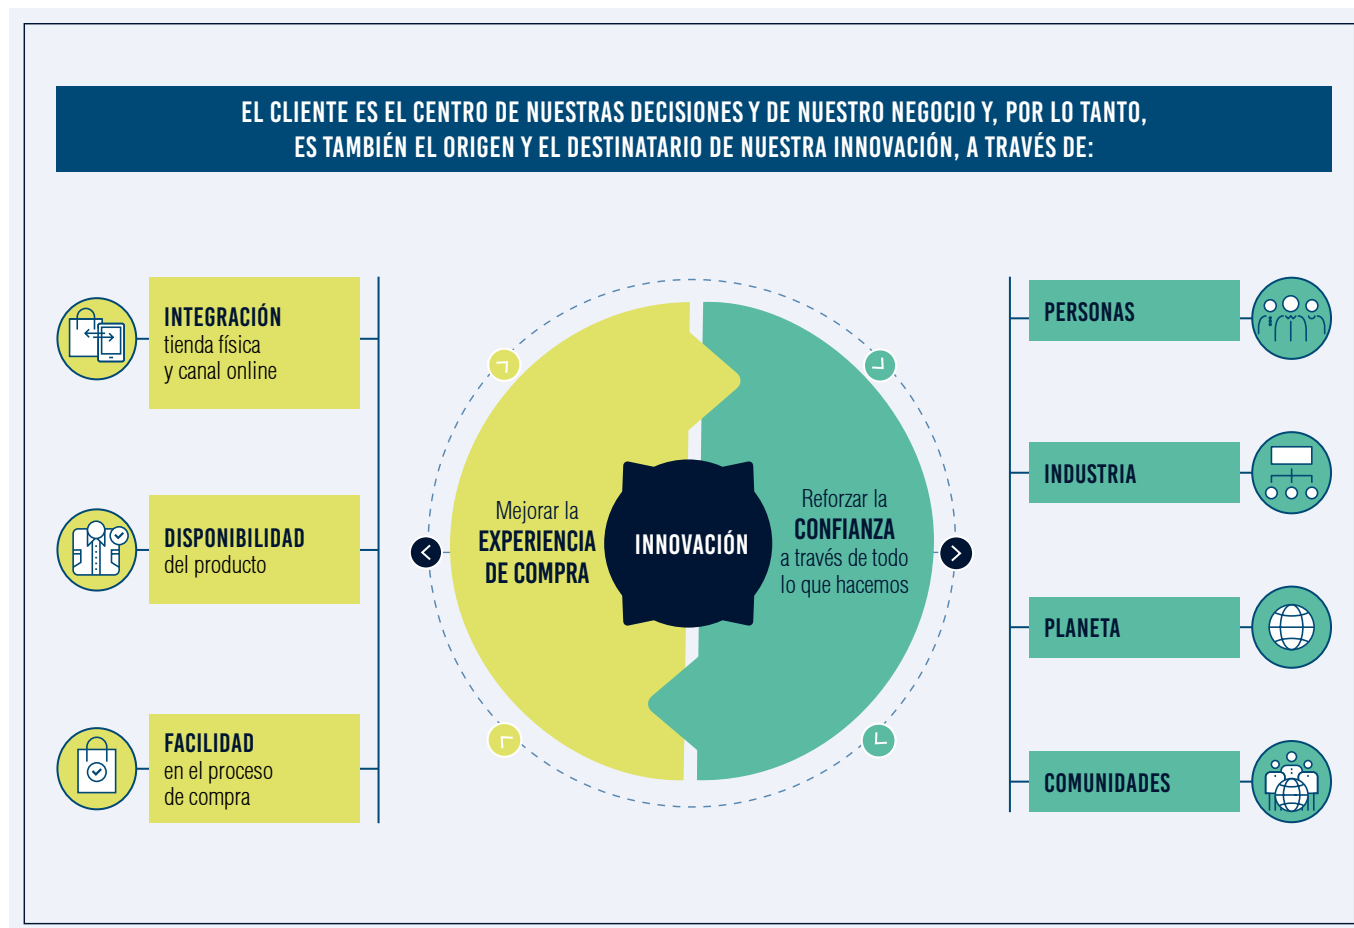 EL CLIENTE ES EL CENTRO DE NUESTRAS DECISIONES Y DE NUESTRO NEGOCIO Y, POR LO TANTO,
ES TAMBIÉN EL ORIGEN Y EL DESTINATARIO DE NUESTRA INNOVACIÓN, A TRAVÉS DE:
INTEGRACIÓN
tienda física
y canal online
DISPONIBILIDAD
del producto
FACILIDAD
en el proceso
de compra
Mejorar la
EXPERIENCIA
DE COMPRA
INNOVACIÓN
Reforzar la
CONFIANZA
a través de todo
lo que hacemos
PERSONAS
INDUSTRIA
PLANETA
COMUNIDADES